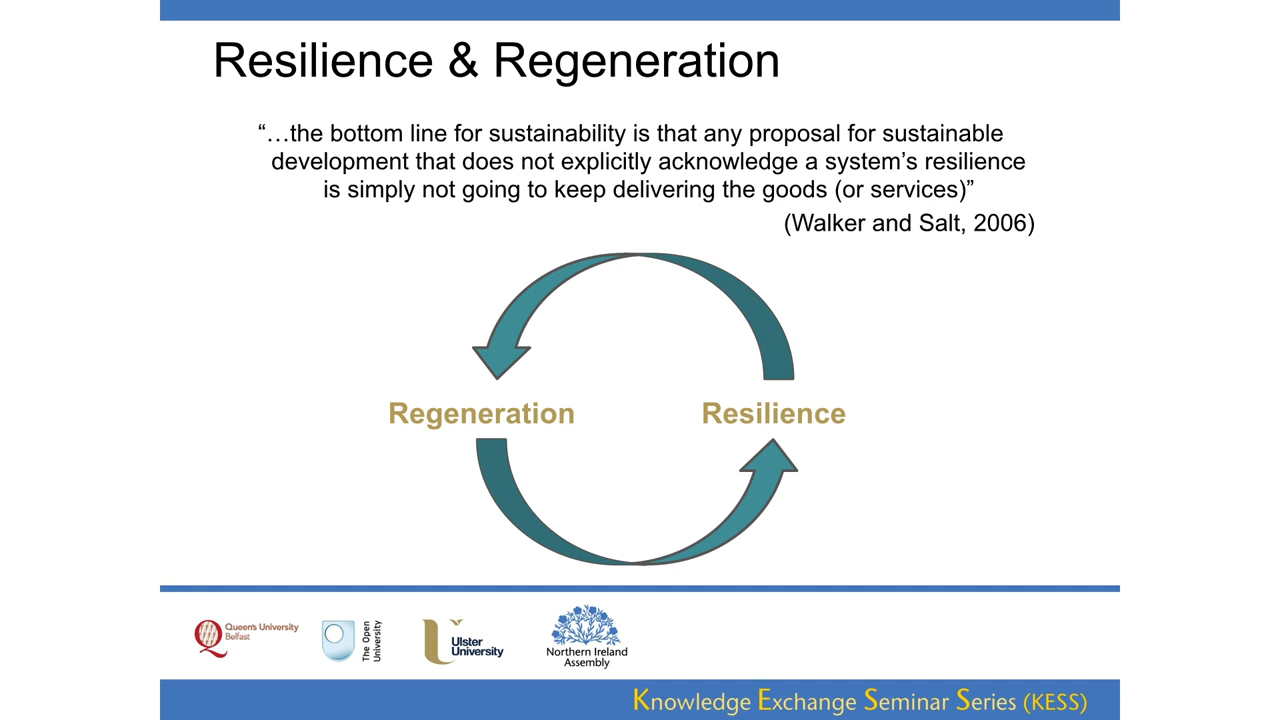 Resilience & Regeneration
“…the bottom line for sustainability is that any proposal for sustainable
development that does not explicitly acknowledge a system’s resilience
is simply not going to keep delivering the goods (or services)”
(Walker and Salt, 2006)
Regeneration
Resilience
Queen's University
Belfast
The Open
University
Ulster
University
Northern Ireland
Assembly
Knowledge Exchange Seminar Series (KESS)